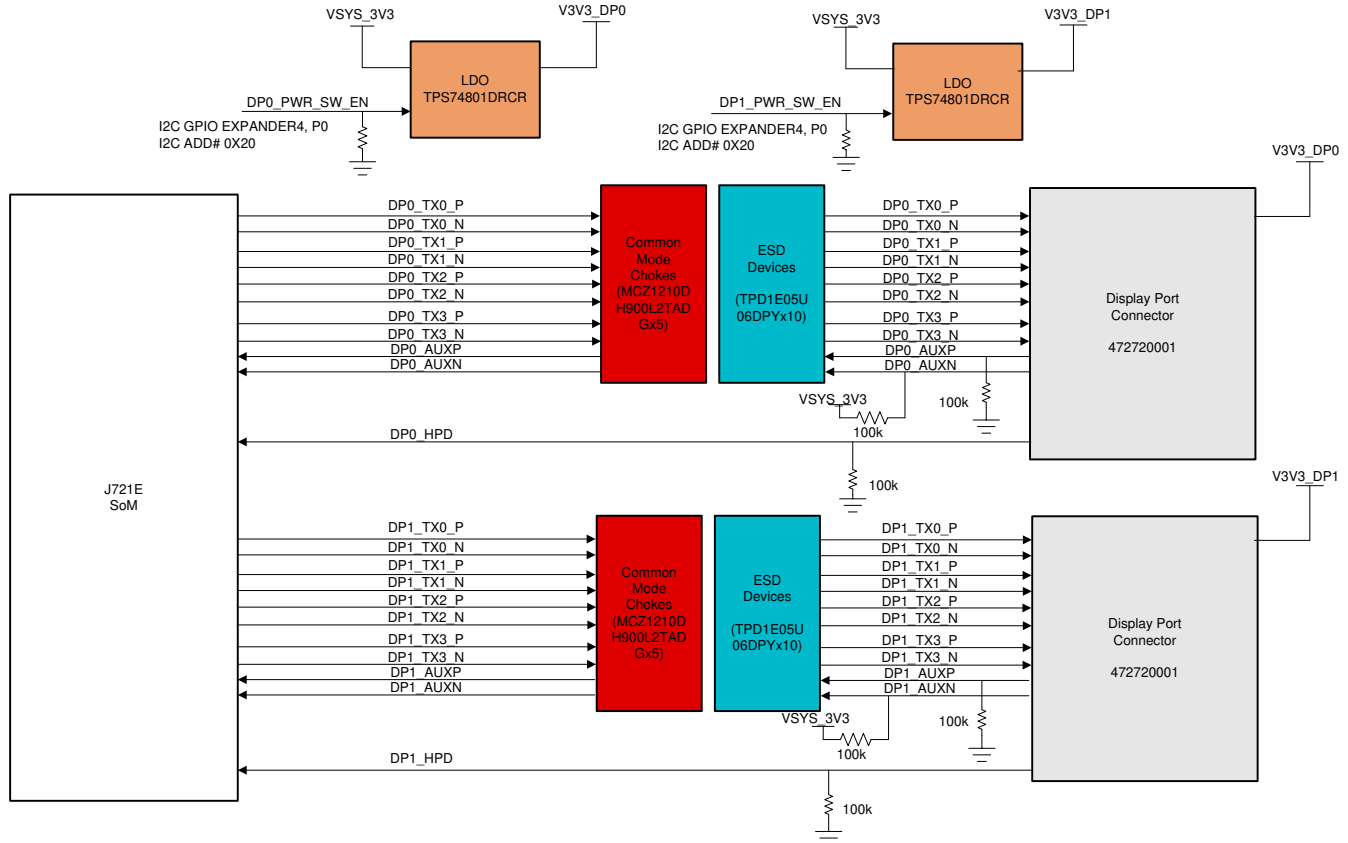 VSYS_3V3
V3V3_DP0
LDO
TPS74801DRCR
DP0_PWR_SW_EN
I2C GPIO EXPANDER4, P0
I2C ADD# 0X20
VSYS_3V3
V3V3_DP1
LDO
TPS74801DRCR
DP1_PWR_SW_EN
I2C GPIO EXPANDER4, P0
I2C ADD# 0X20
V3V3_DP0
J721E
SoM
DP0_TX0_P
DP0_TX0_N
DP0_TX1_P
DP0_TX1_N
DP0_TX2_P
DP0_TX2_N
DP0_TX3_P
DP0_TX3_N
DP0_AUXP
DP0_AUXN
Common
Mode
Chokes
(MCZ1210D
H900L2TAD
Gx5)
ESD
Devices
(TPD1E05U
06DPYx10)
DP0_TX0_P
DP0_TX0_N
DP0_TX1_P
DP0_TX1_N
DP0_TX2_P
DP0_TX2_N
DP0_TX3_P
DP0_TX3_N
DP0_AUXP
DP0_AUXN
Display Port
Connector
472720001
VSYS_3V3
100k
100k
DP0_HPD
100k
V3V3_DP1
DP1_TX0_P
DP1_TX0_N
DP1_TX1_P
DP1_TX1_N
DP1_TX2_P
DP1_TX2_N
DP1_TX3_P
DP1_TX3_N
DP1_AUXP
DP1_AUXN
Common
Mode
Chokes
(MCZ1210D
H900L2TAD
Gx5)
ESD
Devices
(TPD1E05U
06DPYx10)
DP1_TX0_P
DP1_TX0_N
DP1_TX1_P
DP1_TX1_N
DP1_TX2_P
DP1_TX2_N
DP1_TX3_P
DP1_TX3_N
DP1_AUXP
DP1_AUXN
Display Port
Connector
472720001
VSYS_3V3
100k
100k
DP1_HPD
100k